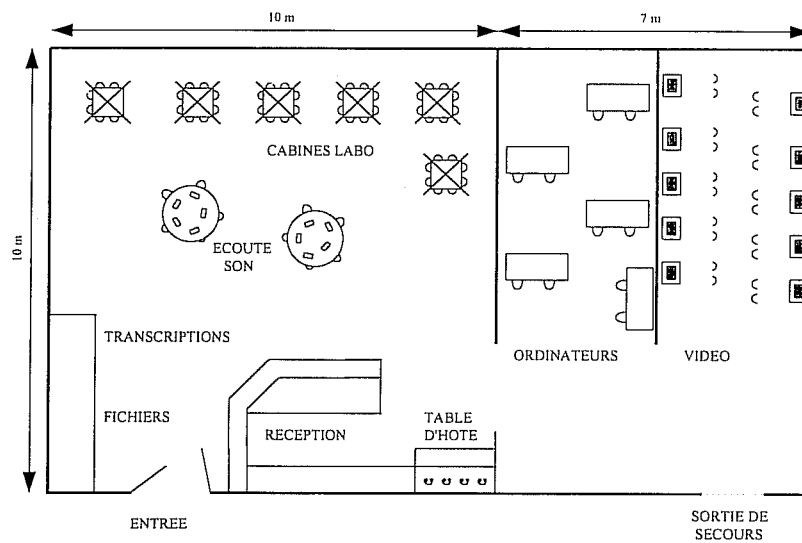 10 m
7 m
10 m
CABINES LABO
ECOUTE
SON
TRANSCRIPTIONS
ORDINATEURS
VIDEO
FICHIERS
RECEPTION
TABLE
D'HOTE
ENTREE
SORTIE DE
SECOURS